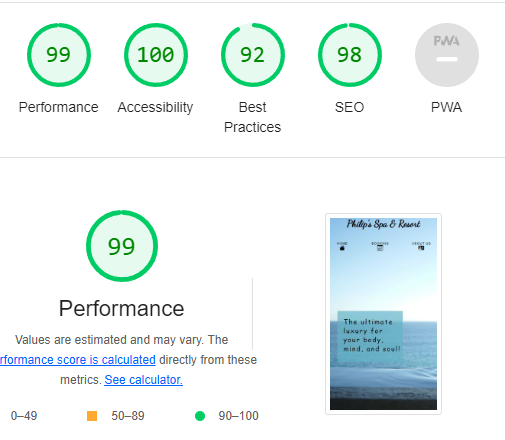 99
100
92
98
PWA
Performance
Accessibility
Best
Practices
SEO
PWA
99
Performance
Values are estimated and may vary. The
rformance score is calculated directly from these
metrics. See calculator.
0–49
50–89
90–100
Philip's Spa & Resort
HOME
BOOKING
ABOUT US
The ultimate
luxury for
your body,
mind, and soul!